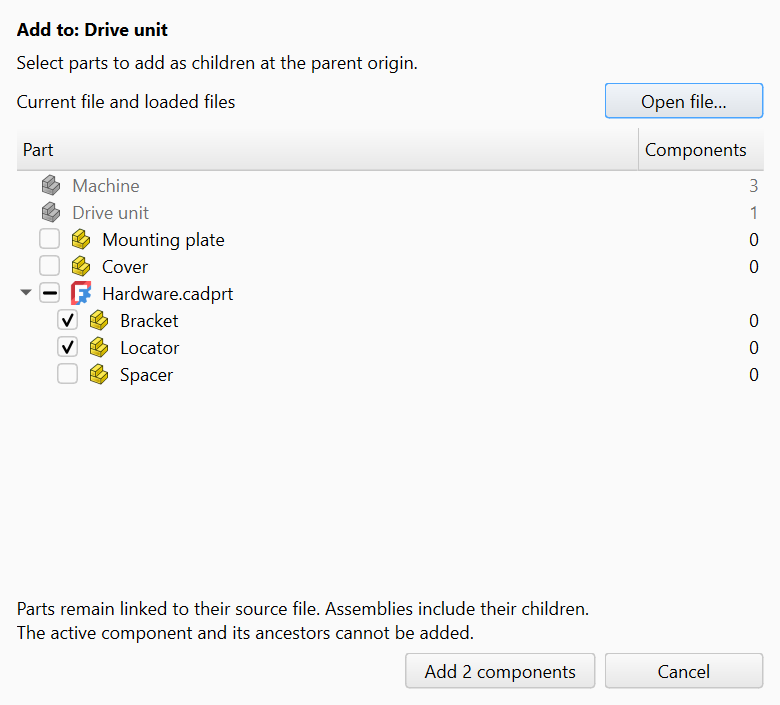 Add to: Drive unit
Select parts to add as children at the parent origin.
Current file and loaded files
Open file...
Part Components
Machine 3
Drive unit 1
Mounting plate 0
Cover 0
Hardware.cadprt
Bracket 0
Locator 0
Spacer 0
Parts remain linked to their source file. Assemblies include their children.
The active component and its ancestors cannot be added.
Add 2 components Cancel